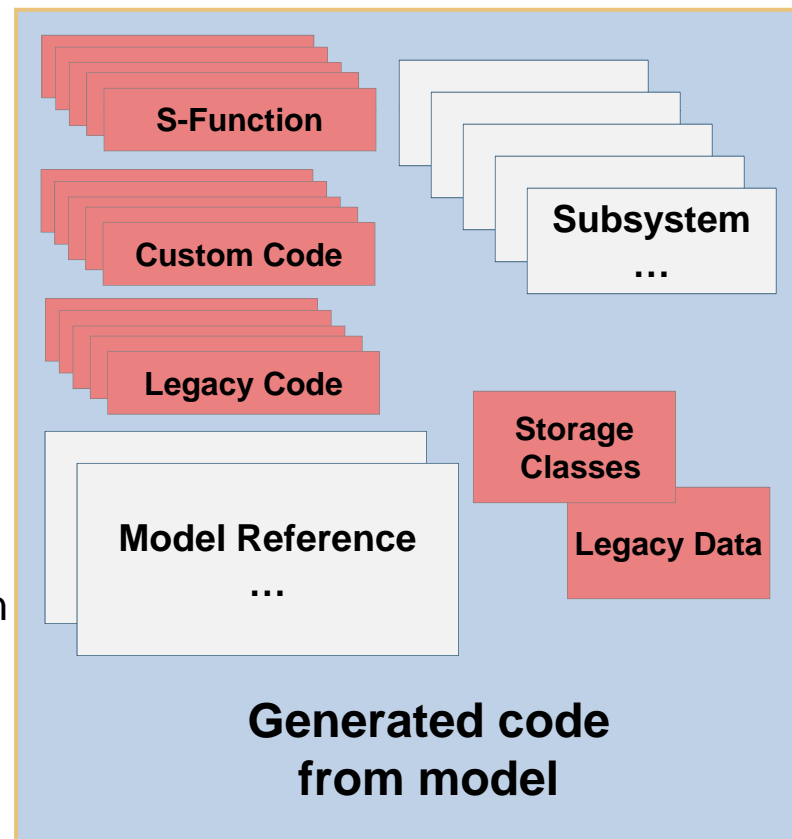 S-Function
Custom Code
Legacy Code
Subsystem
…
Storage
Classes
Legacy Data
Model Reference
…
n
Generated code
from model